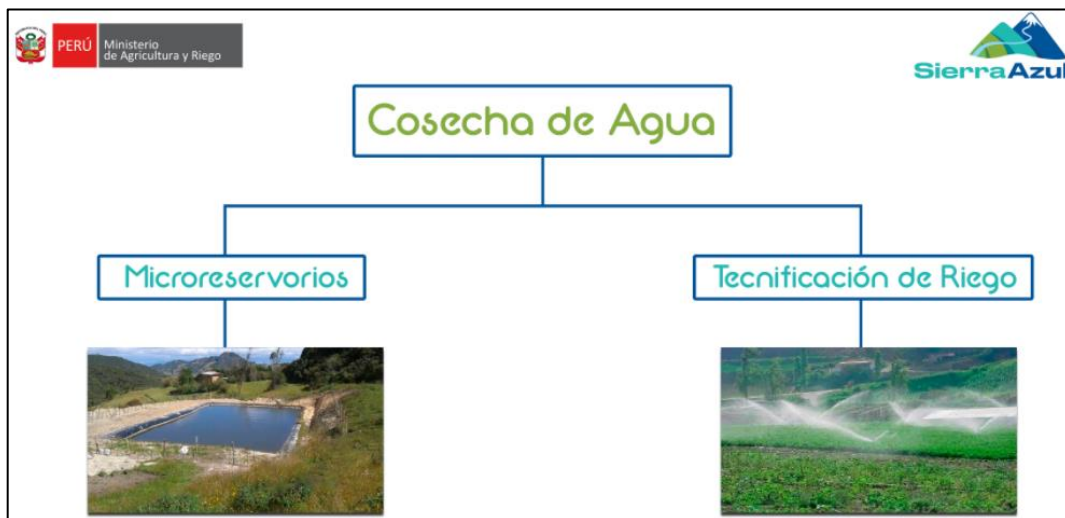 PERÚ
Ministerio
de Agricultura y Riego
SierraAzul
Cosecha de Agua
Microreservorios
Tecnificación de Riego